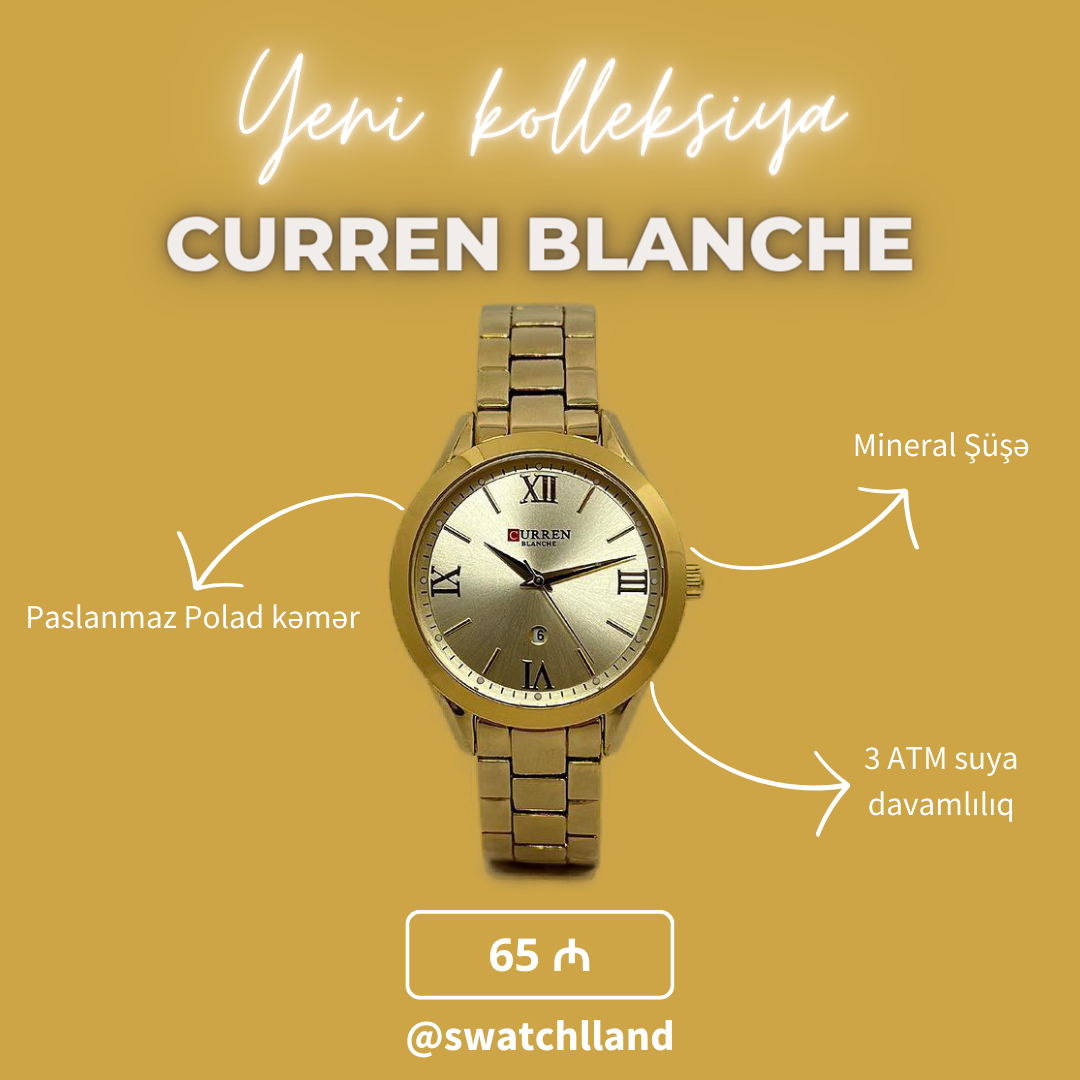 Yeni kolleksiya
CURREN BLANCHE
Mineral Şüşə
XII
CURREN
BLANCHE
IX
III
Paslanmaz Polad kəmər
6
VI
3 ATM suya
davamlılıq
65 ₼
@swatchlland